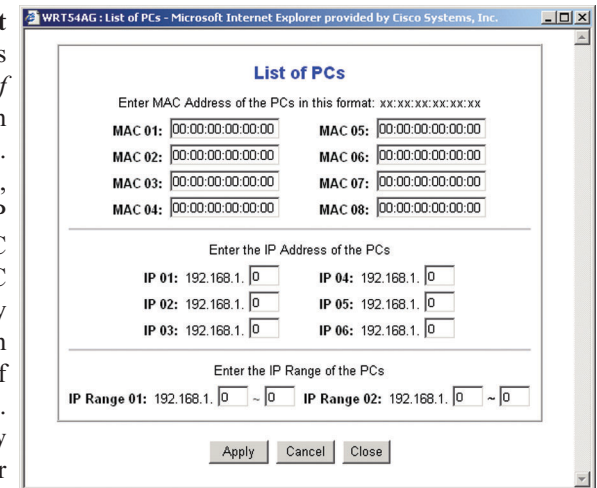 WRT54AG : List of PCs - Microsoft Internet Explorer provided by Cisco Systems, Inc.
List of PCs
Enter MAC Address of the PCs in this format: xx:xx:xx:xx:xx:xx
MAC 01: 00:00:00:00:00:00 MAC 05: 00:00:00:00:00:00
MAC 02: 00:00:00:00:00:00 MAC 06: 00:00:00:00:00:00
MAC 03: 00:00:00:00:00:00 MAC 07: 00:00:00:00:00:00
MAC 04: 00:00:00:00:00:00 MAC 08: 00:00:00:00:00:00
Enter the IP Address of the PCs
IP 01: 192.168.1. 0 IP 04: 192.168.1. 0
IP 02: 192.168.1. 0 IP 05: 192.168.1. 0
IP 03: 192.168.1. 0 IP 06: 192.168.1. 0
Enter the IP Range of the PCs
IP Range 01: 192.168.1. 0 ~ 0 IP Range 02: 192.168.1. 0 ~ 0
Apply Cancel Close